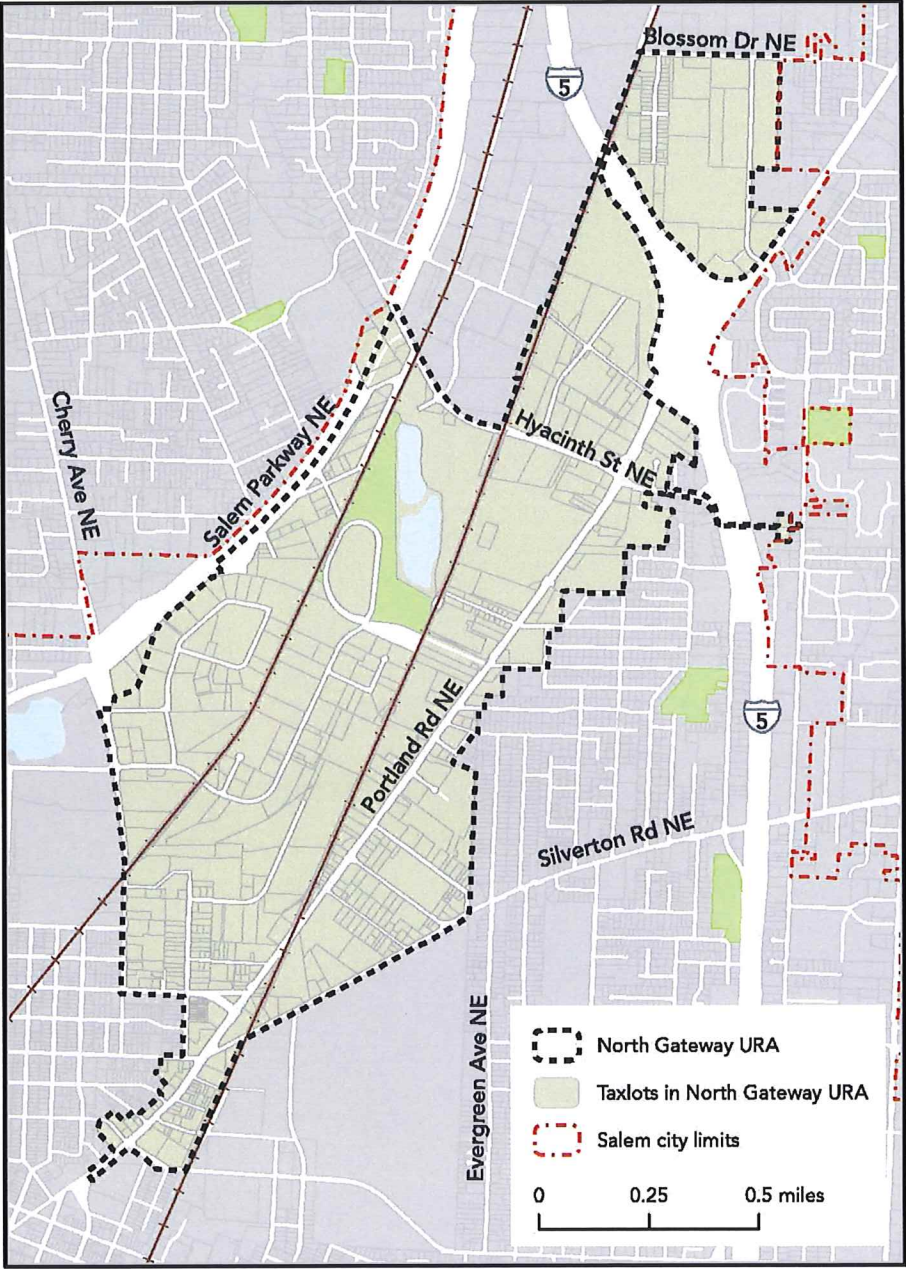 Blossom Dr NE
5
Cherry Ave NE
Salem Parkway NE
Hyacinth St NE
Portland Rd NE
5
Silverton Rd NE
Evergreen Ave NE
North Gateway URA
Taxlots in North Gateway URA
Salem city limits
0 0.25 0.5 miles